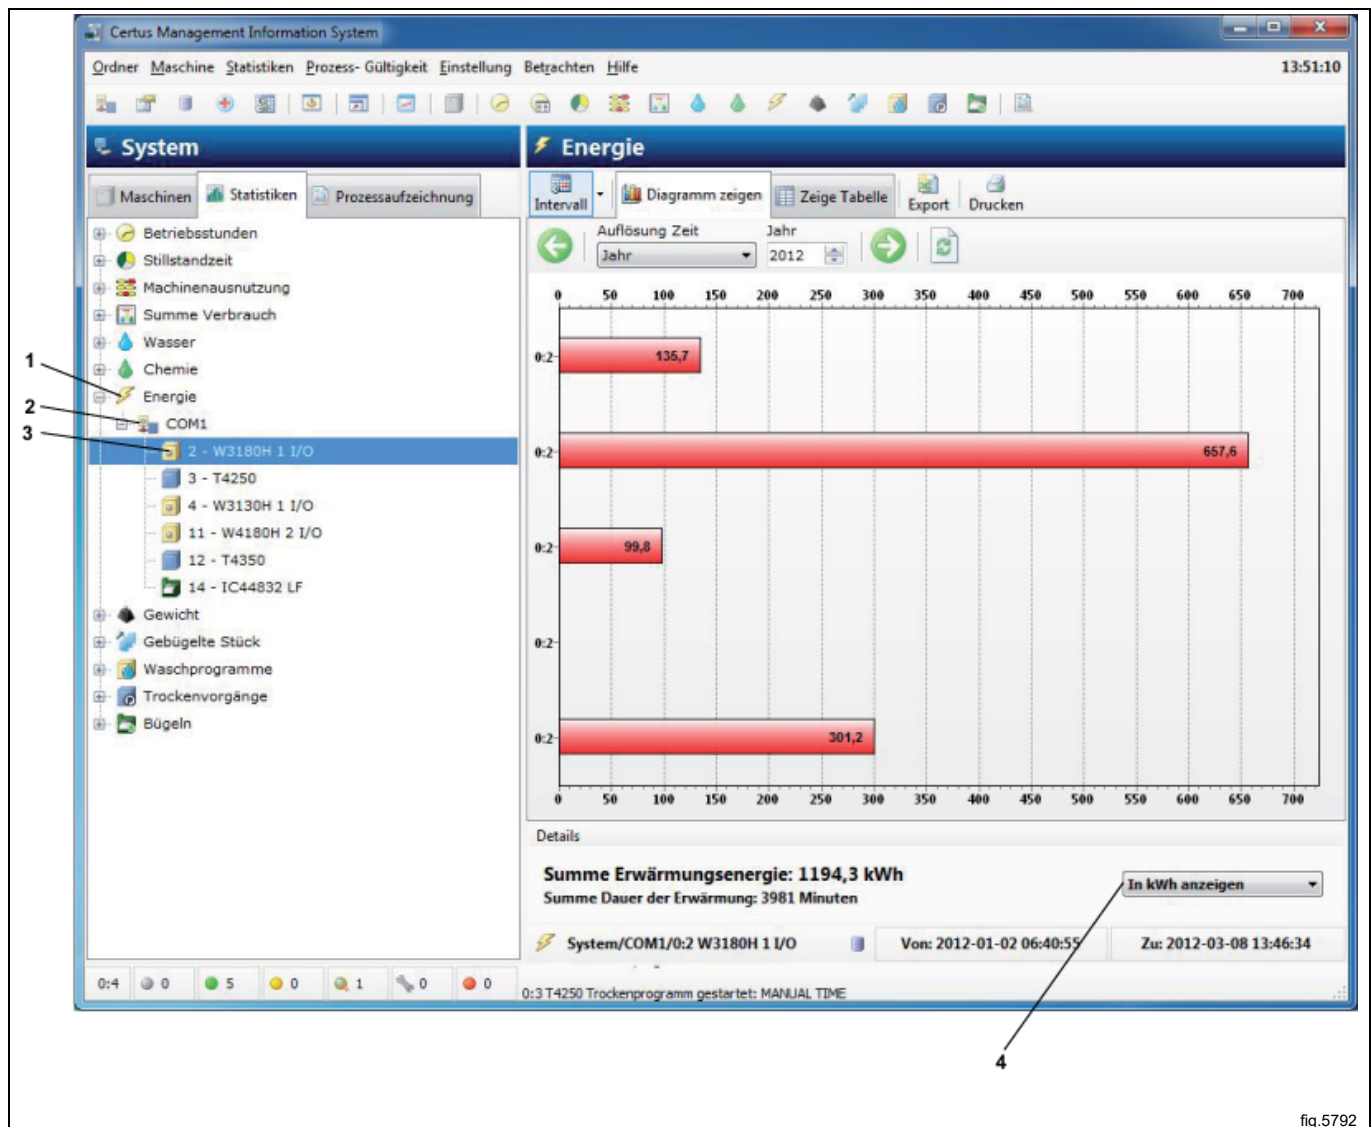 Certus Management Information System
Ordner Maschine Statistiken Prozess- Gültigkeit Einstellung Betrachten Hilfe 13:51:10
System
Maschinen Statistiken Prozessaufzeichnung
Betriebsstunden
Stillstandzeit
Machinenausnutzung
Summe Verbrauch
Wasser
1
Chemie
Energie
2
COM1
3
2 - W3180H 1 I/O
3 - T4250
4 - W3130H 1 I/O
11 - W4180H 2 I/O
12 - T4350
14 - IC44832 LF
Gewicht
Gebügelte Stück
Waschprogramme
Trockenvorgänge
Bügeln
Energie
Intervall Diagramm zeigen Zeige Tabelle Export Drucken
Auflösung Zeit Jahr
Jahr 2012
0 50 100 150 200 250 300 350 400 450 500 550 600 650 700
0:2 135,7
0:2 657,6
0:2 99,8
0:2
0:2 301,2
0 50 100 150 200 250 300 350 400 450 500 550 600 650 700
Details
Summe Erwärmungsenergie: 1194,3 kWh
In kWh anzeigen
Summe Dauer der Erwärmung: 3981 Minuten
System/COM1/0:2 W3180H 1 I/O Von: 2012-01-02 06:40:55 Zu: 2012-03-08 13:46:34
0:4 0 5 0 1 0 0
0:3 T4250 Trockenprogramm gestartet: MANUAL TIME
4
fig.5792